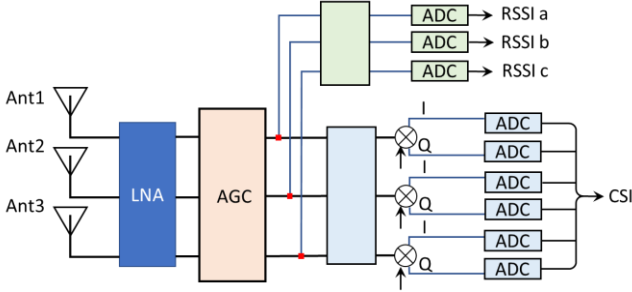 ADC RSSI a
ADC RSSI b
ADC RSSI c
Ant1
Ant2
Ant3
LNA
AGC
I
Q
I
Q
I
Q
ADC
ADC
ADC
ADC
ADC
ADC
CSI